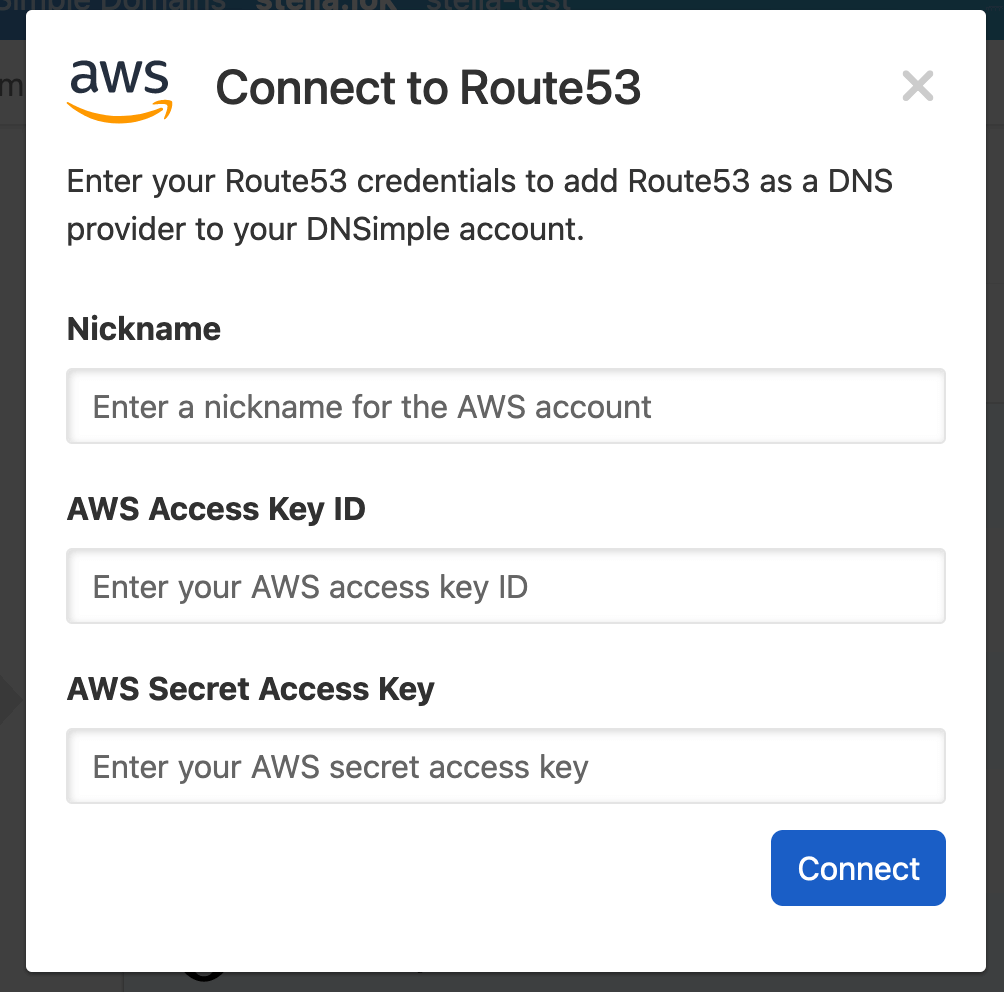 stella.lok stella-test
aws
Connect to Route53
Enter your Route53 credentials to add Route53 as a DNS
provider to your DNSimple account.
Nickname
Enter a nickname for the AWS account
AWS Access Key ID
Enter your AWS access key ID
AWS Secret Access Key
Enter your AWS secret access key
Connect